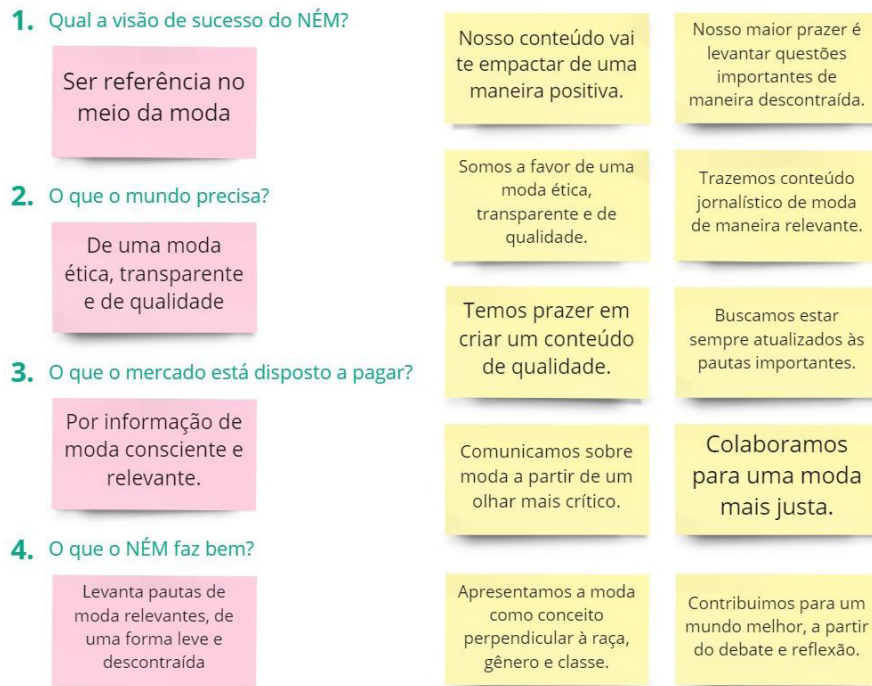 1. Qual a visão de sucesso do NÉM?
Ser referência no
meio da moda
2. O que o mundo precisa?
De uma moda
ética, transparente
e de qualidade
3. O que o mercado está disposto a pagar?
Por informação de
moda consciente e
relevante.
4. O que o NÉM faz bem?
Levanta pautas de
moda relevantes, de
uma forma leve e
descontraída
Nosso conteúdo vai
te empactar de uma
maneira positiva.
Nosso maior prazer é
levantar questões
importantes de
maneira descontraída.
Somos a favor de uma
moda ética,
transparente e de
qualidade.
Trazemos conteúdo
jornalístico de moda
de maneira relevante.
Temos prazer em
criar um conteúdo
de qualidade.
Buscamos estar
sempre atualizados às
pautas importantes.
Comunicamos sobre
moda a partir de um
olhar mais crítico.
Colaboramos
para uma moda
mais justa.
Apresentamos a moda
como conceito
perpendicular à raça,
gênero e classe.
Contribuimos para um
mundo melhor, a partir
do debate e reflexão.